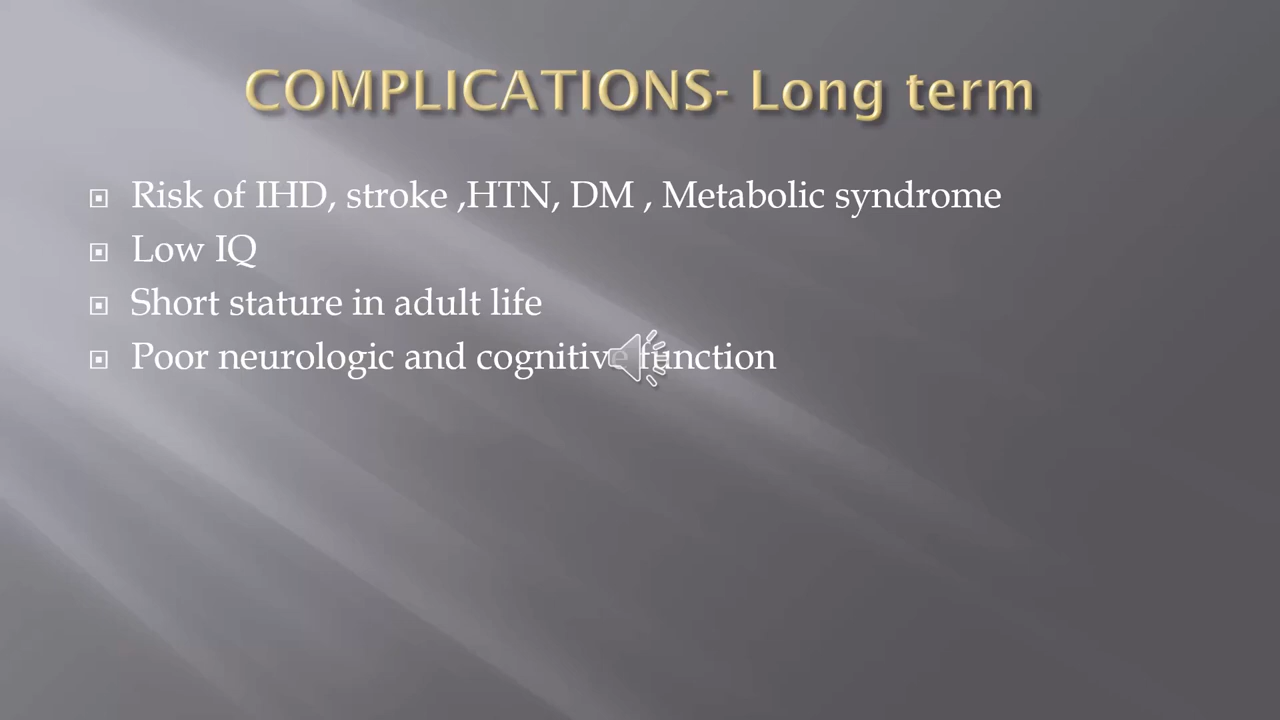 COMPLICATIONS- Long term
Risk of IHD, stroke ,HTN, DM , Metabolic syndrome
Low IQ
Short stature in adult life
Poor neurologic and cognitive function